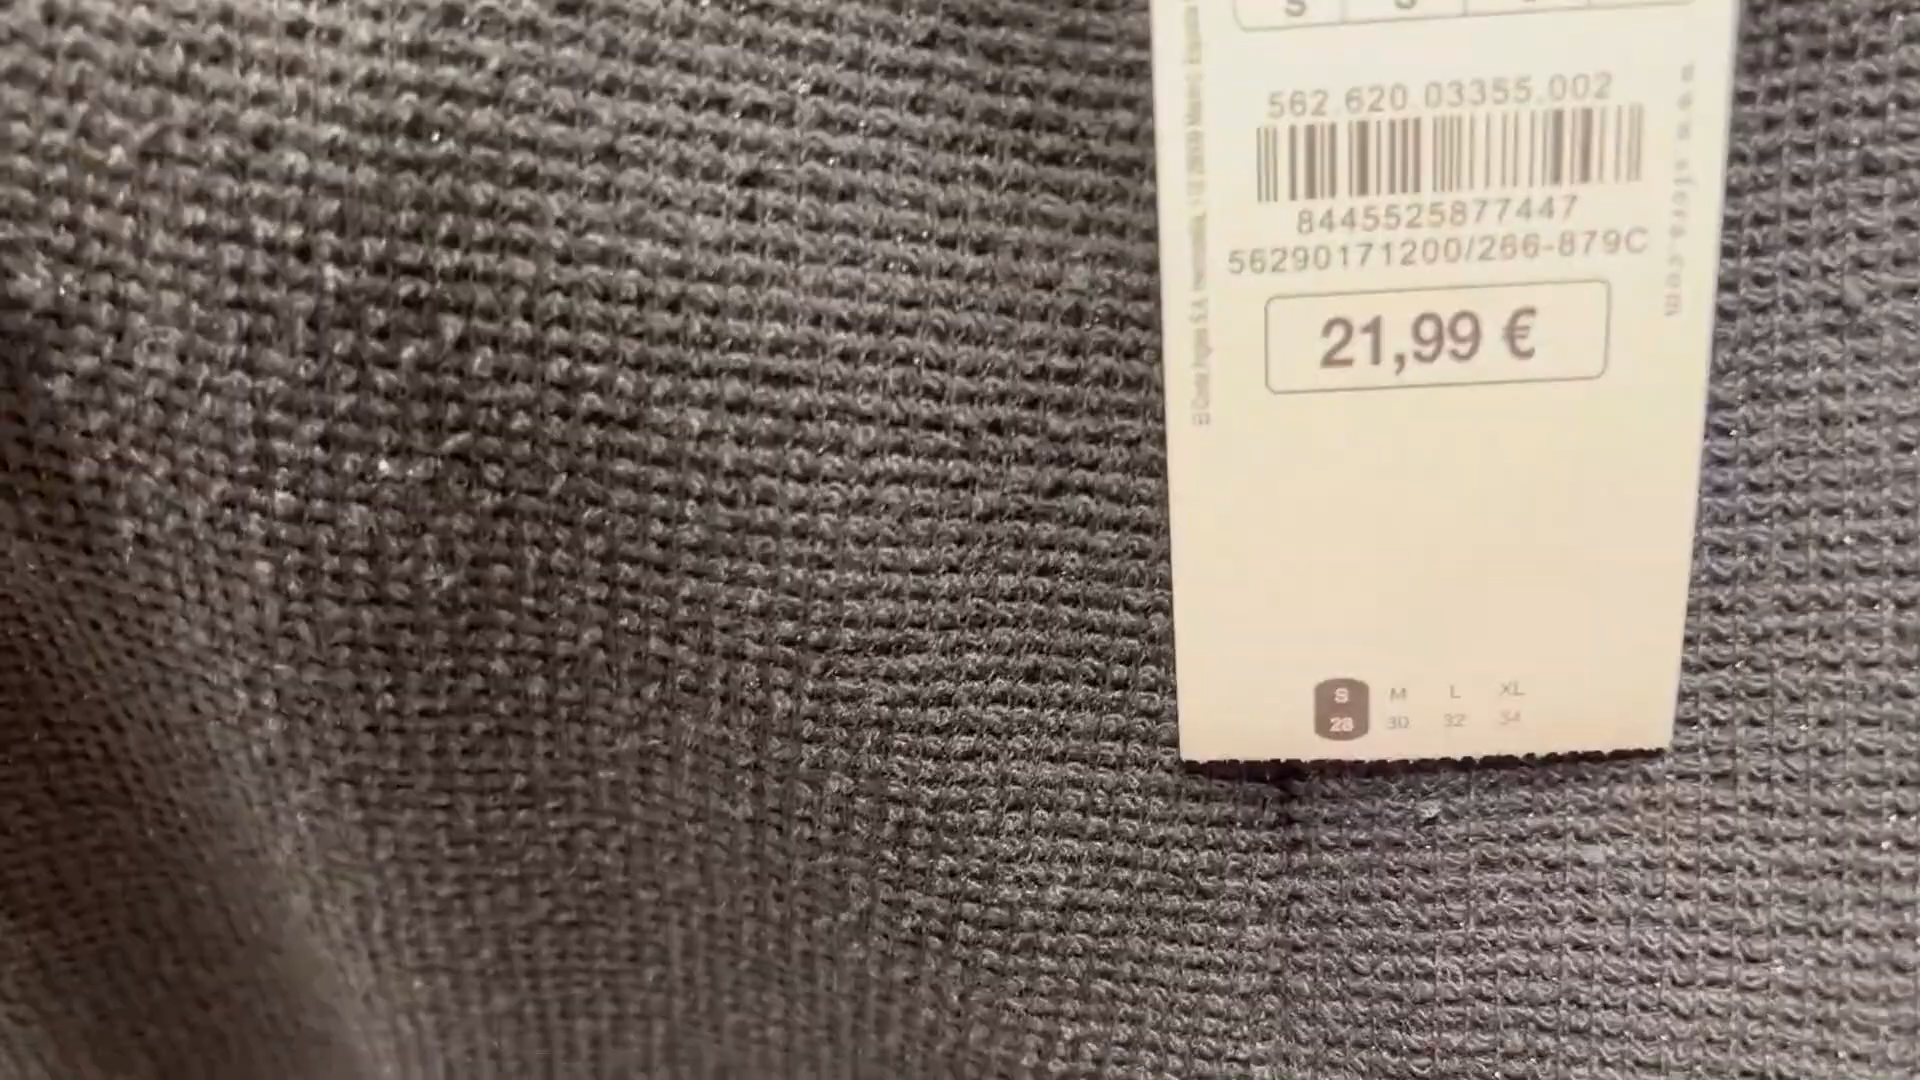 S S
562.620.03355.002
8445525877447
56290171200/266-879C
21,99 €
S M L XL
28 30 32 34